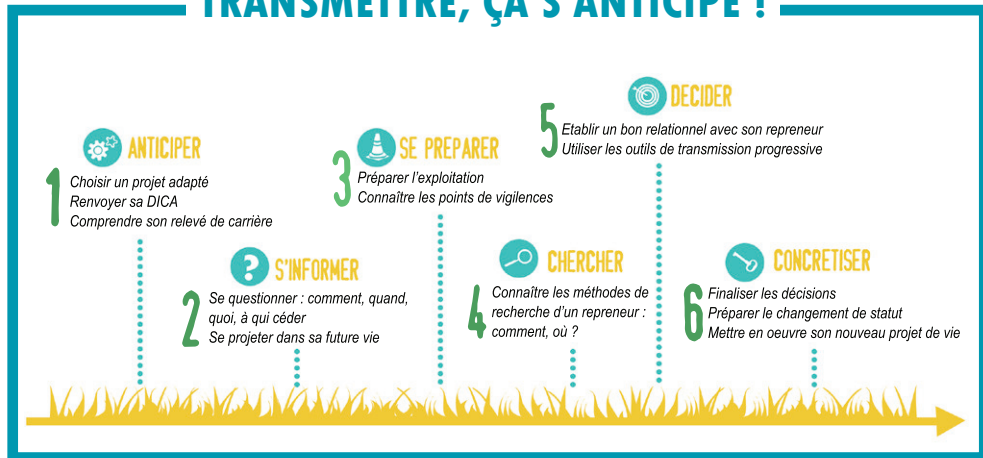 TRANSMETTRE, ÇA S'ANTICIPE !
1
ANTICIPER
Choisir un projet adapté
Renvoyer sa DICA
Comprendre son relevé de carrière
2
S'INFORMER
Se questionner : comment, quand,
quoi, à qui céder
Se projeter dans sa future vie
3
SE PREPARER
Préparer l'exploitation
Connaître les points de vigilences
4
CHERCHER
Connaître les méthodes de
recherche d'un repreneur :
comment, où ?
5
DECIDER
Etablir un bon relationnel avec son repreneur
Utiliser les outils de transmission progressive
6
CONCRETISER
Finaliser les décisions
Préparer le changement de statut
Mettre en oeuvre son nouveau projet de vie